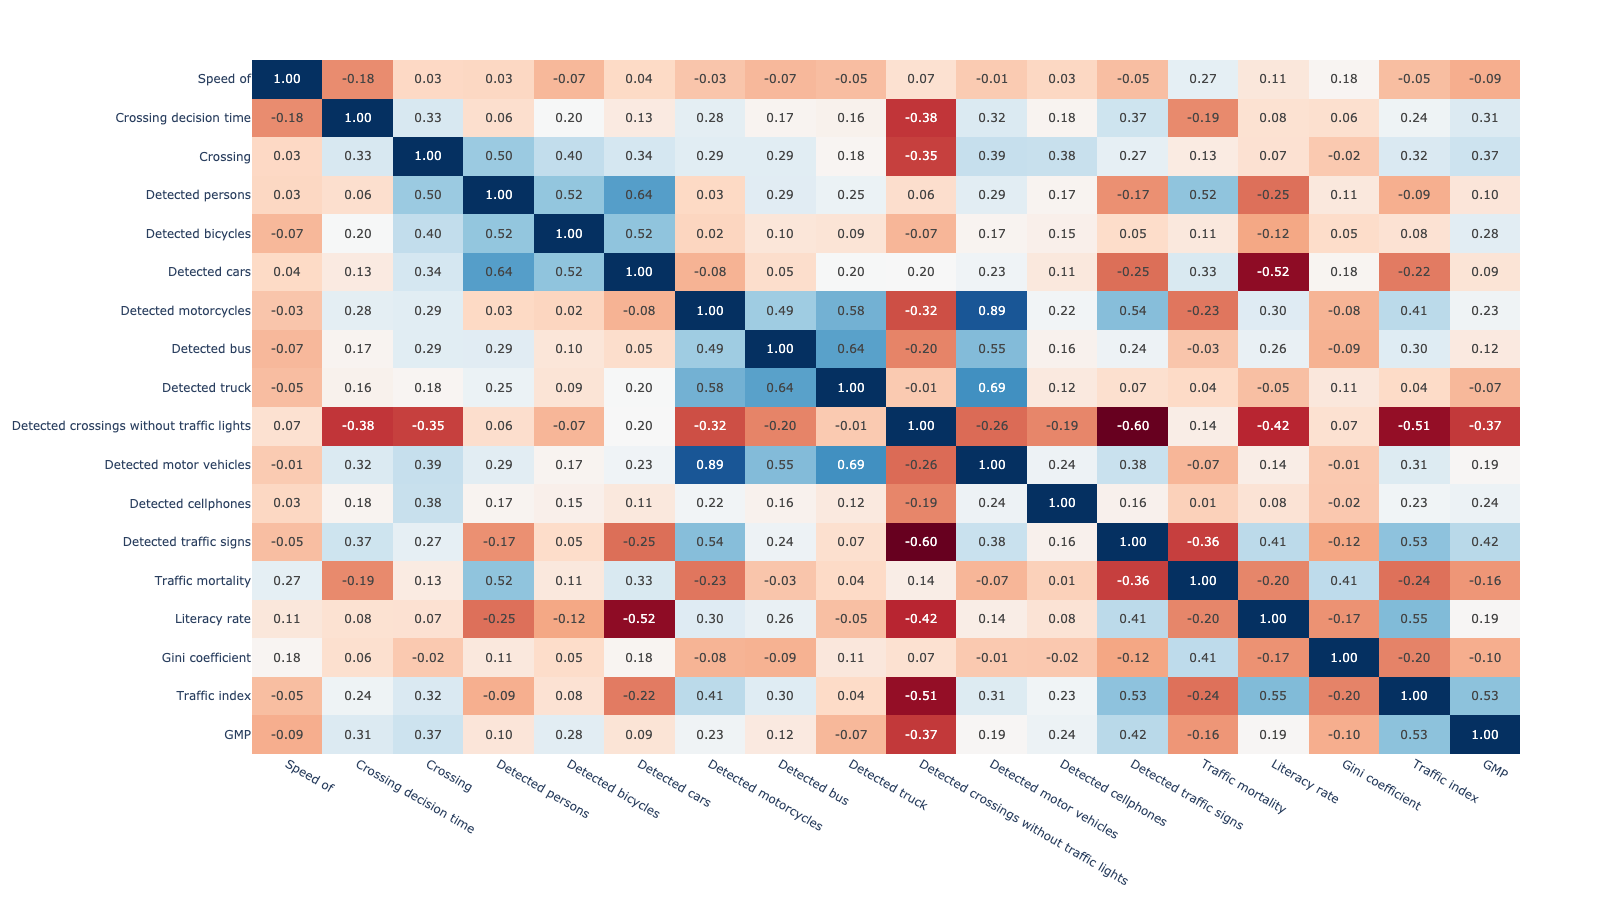 Speed of 1.00 -0.18 0.03 0.03 -0.07 0.04 -0.03 -0.07 -0.05 0.07 -0.01 0.03 -0.05 0.27 0.11 0.18 -0.05 -0.09
Crossing decision time -0.18 1.00 0.33 0.06 0.20 0.13 0.28 0.17 0.16 -0.38 0.32 0.18 0.37 -0.19 0.08 0.06 0.24 0.31
Crossing 0.03 0.33 1.00 0.50 0.40 0.34 0.29 0.29 0.18 -0.35 0.39 0.38 0.27 0.13 0.07 -0.02 0.32 0.37
Detected persons 0.03 0.06 0.50 1.00 0.52 0.64 0.03 0.29 0.25 0.06 0.29 0.17 -0.17 0.52 -0.25 0.11 -0.09 0.10
Detected bicycles -0.07 0.20 0.40 0.52 1.00 0.52 0.02 0.10 0.09 -0.07 0.17 0.15 0.05 0.11 -0.12 0.05 0.08 0.28
Detected cars 0.04 0.13 0.34 0.64 0.52 1.00 -0.08 0.05 0.20 0.20 0.23 0.11 -0.25 0.33 -0.52 0.18 -0.22 0.09
Detected motorcycles -0.03 0.28 0.29 0.03 0.02 -0.08 1.00 0.49 0.58 -0.32 0.89 0.22 0.54 -0.23 0.30 -0.08 0.41 0.23
Detected bus -0.07 0.17 0.29 0.29 0.10 0.05 0.49 1.00 0.64 -0.20 0.55 0.16 0.24 -0.03 0.26 -0.09 0.30 0.12
Detected truck -0.05 0.16 0.18 0.25 0.09 0.20 0.58 0.64 1.00 -0.01 0.69 0.12 0.07 0.04 -0.05 0.11 0.04 -0.07
Detected crossings without traffic lights 0.07 -0.38 -0.35 0.06 -0.07 0.20 -0.32 -0.20 -0.01 1.00 -0.26 -0.19 -0.60 0.14 -0.42 0.07 -0.51 -0.37
Detected motor vehicles -0.01 0.32 0.39 0.29 0.17 0.23 0.89 0.55 0.69 -0.26 1.00 0.24 0.38 -0.07 0.14 -0.01 0.31 0.19
Detected cellphones 0.03 0.18 0.38 0.17 0.15 0.11 0.22 0.16 0.12 -0.19 0.24 1.00 0.16 0.01 0.08 -0.02 0.23 0.24
Detected traffic signs -0.05 0.37 0.27 -0.17 0.05 -0.25 0.54 0.24 0.07 -0.60 0.38 0.16 1.00 -0.36 0.41 -0.12 0.53 0.42
Traffic mortality 0.27 -0.19 0.13 0.52 0.11 0.33 -0.23 -0.03 0.04 0.14 -0.07 0.01 -0.36 1.00 -0.20 0.41 -0.24 -0.16
Literacy rate 0.11 0.08 0.07 -0.25 -0.12 -0.52 0.30 0.26 -0.05 -0.42 0.14 0.08 0.41 -0.20 1.00 -0.17 0.55 0.19
Gini coefficient 0.18 0.06 -0.02 0.11 0.05 0.18 -0.08 -0.09 0.11 0.07 -0.01 -0.02 -0.12 0.41 -0.17 1.00 -0.20 -0.10
Traffic index -0.05 0.24 0.32 -0.09 0.08 -0.22 0.41 0.30 0.04 -0.51 0.31 0.23 0.53 -0.24 0.55 -0.20 1.00 0.53
GMP -0.09 0.31 0.37 0.10 0.28 0.09 0.23 0.12 -0.07 -0.37 0.19 0.24 0.42 -0.16 0.19 -0.10 0.53 1.00
Speed of
Crossing decision time
Crossing
Detected persons
Detected bicycles
Detected cars
Detected motorcycles
Detected bus
Detected truck
Detected crossings without traffic lights
Detected motor vehicles
Detected cellphones
Detected traffic signs
Traffic mortality
Literacy rate
Gini coefficient
Traffic index
GMP